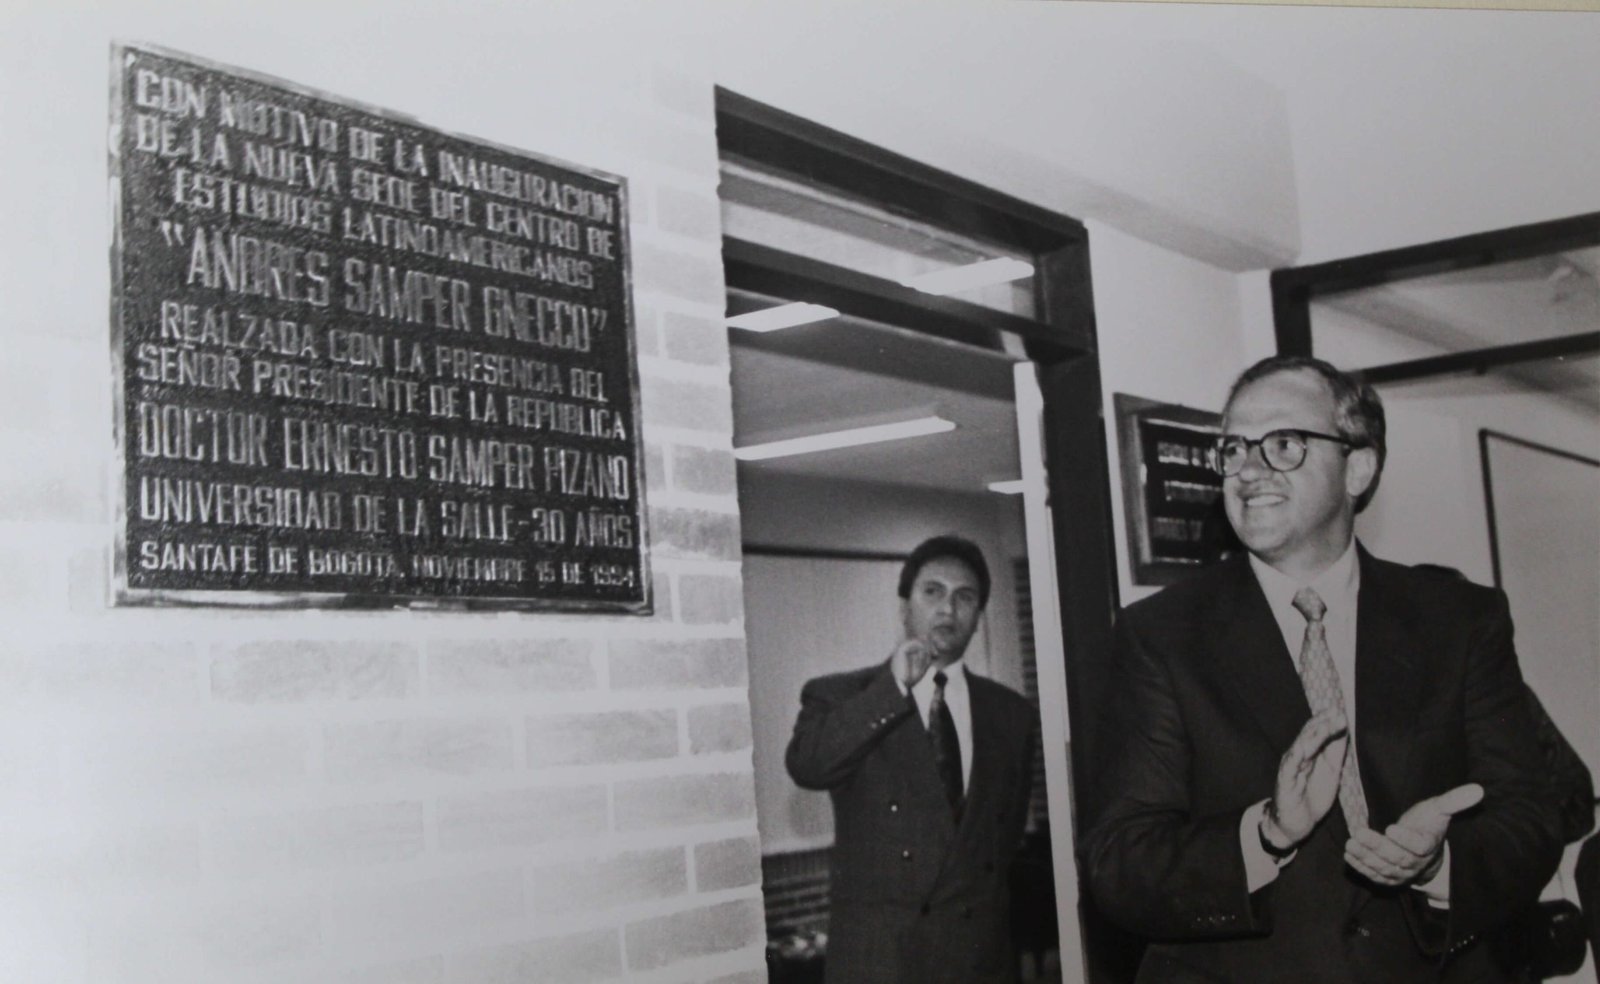 CON MOTIVO DE LA INAUGURACION
DE LA NUEVA SEDE DEL CENTRO DE
ESTUDIOS LATINOAMERICANOS
"ANDRES SAMPER GNECCO"
REALZADA CON LA PRESENCIA DEL
SEÑOR PRESIDENTE DE LA REPUBLICA
DOCTOR ERNESTO SAMPER PIZANO
UNIVERSIDAD DE LA SALLE-30 AÑOS
SANTAFE DE BOGOTA, NOVIEMBRE 15 DE 1994